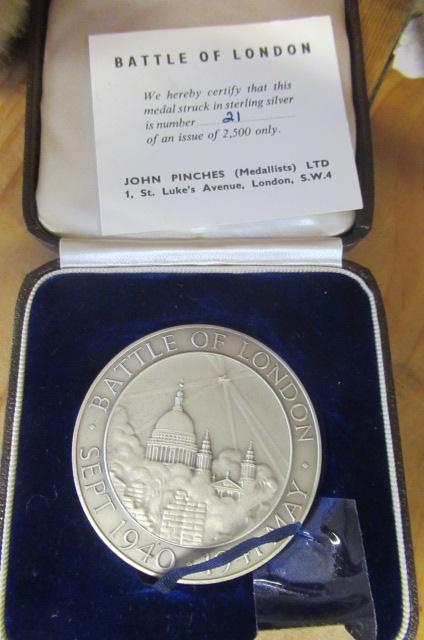 BATTLE OF LONDON
We hereby certify that this
medal struck in sterling silver
is number 21
of an issue of 2,500 only.
JOHN PINCHES (Medallists) LTD
1, St. Luke's Avenue, London, S.W.4
· BATTLE OF LONDON ·
SEPT 1940 - 1941 MAY